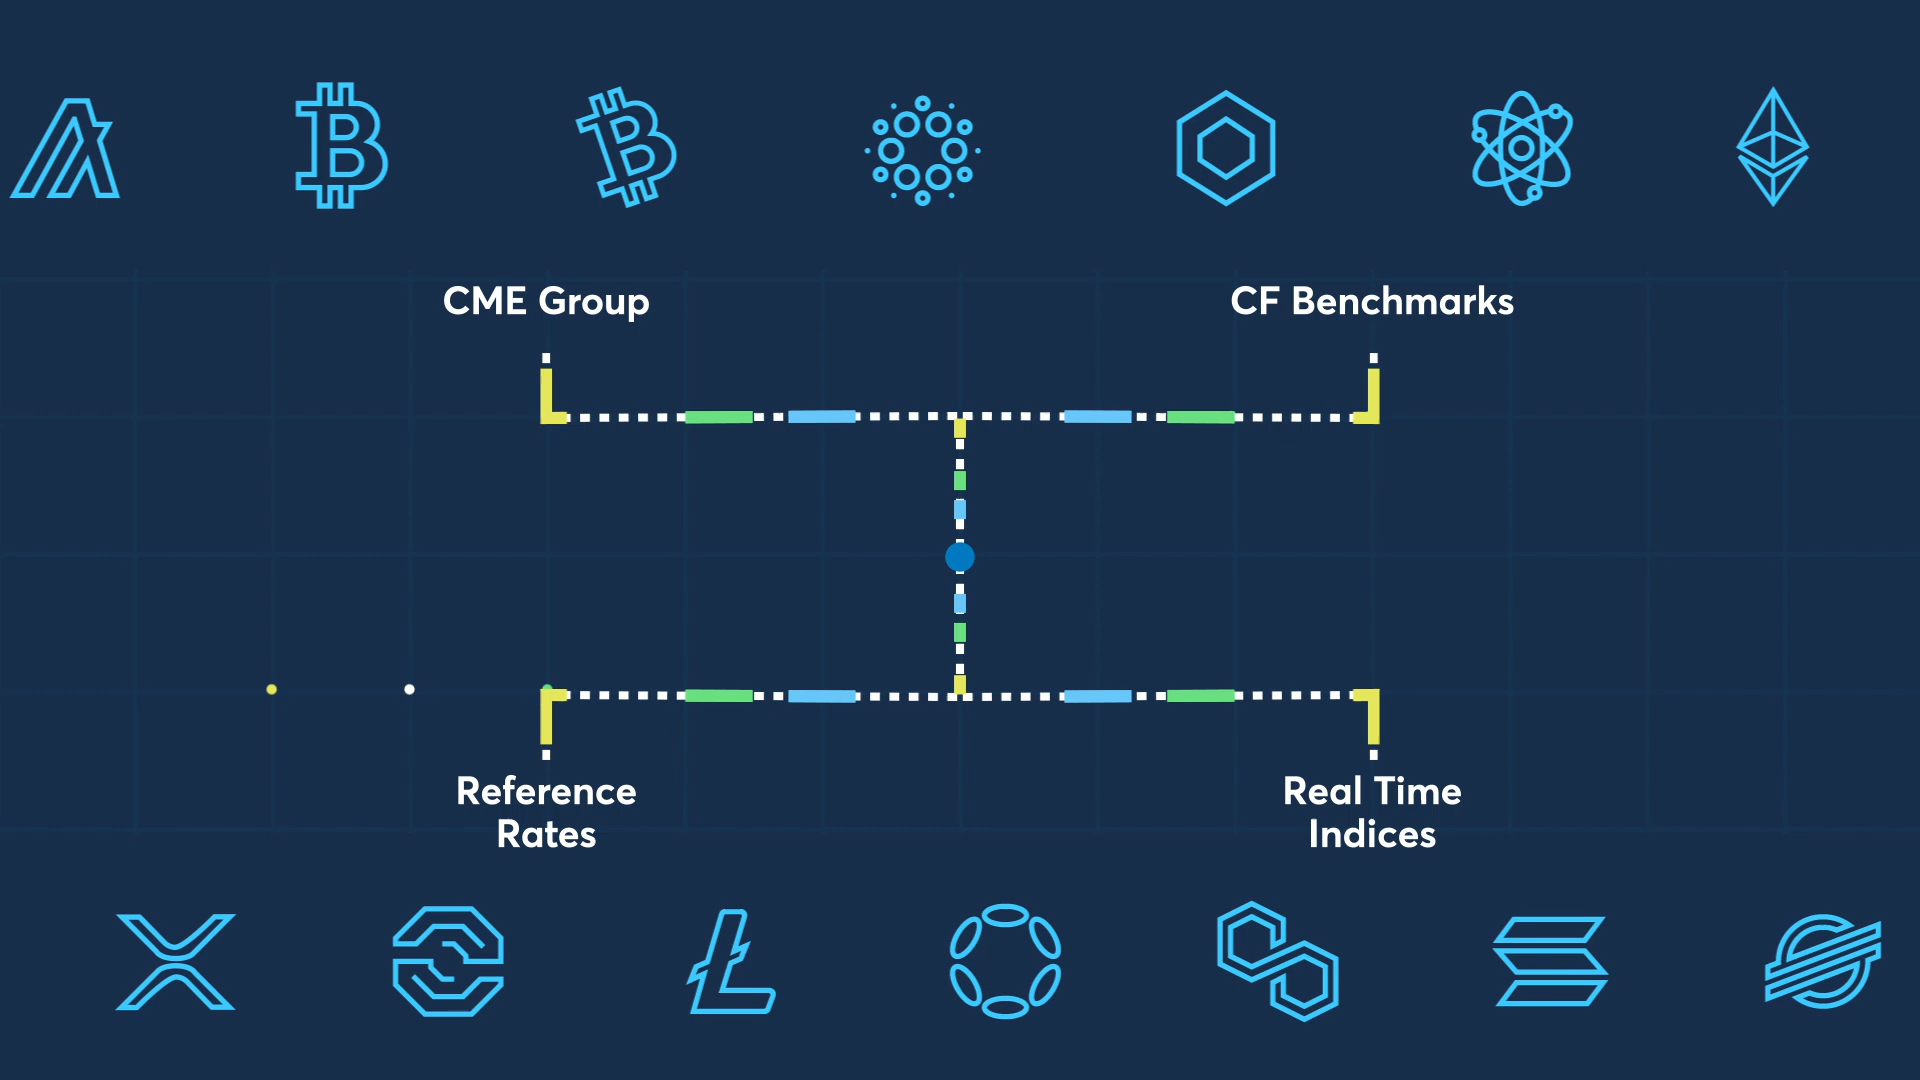 CME Group
CF Benchmarks
Reference
Rates
Real Time
Indices